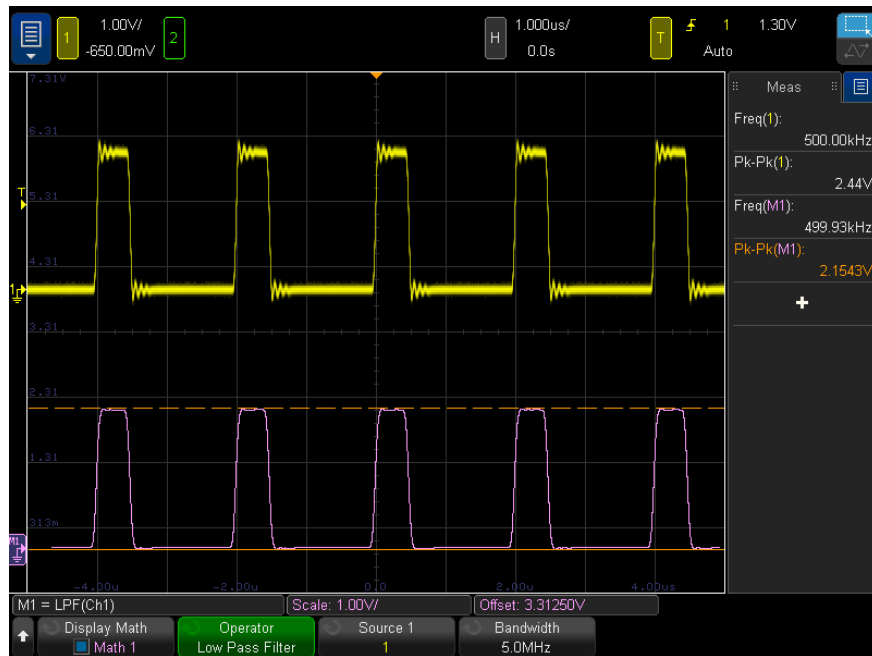 1 1.00V/ -650.00mV 2 H 1.000us/ 0.0s T 1 1.30V Auto
7.31V
6.31
5.31
4.31
3.31
2.31
1.31
313m
T
1
M1
-4.00u -2.00u 0.0 2.00u 4.00us
Meas
Freq(1):
500.00kHz
Pk-Pk(1):
2.44V
Freq(M1):
499.93kHz
Pk-Pk(M1):
2.1543V
+
M1 = LPF(Ch1) Scale: 1.00V/ Offset: 3.31250V
Display Math Operator Source 1 Bandwidth
Math 1 Low Pass Filter 1 5.0MHz